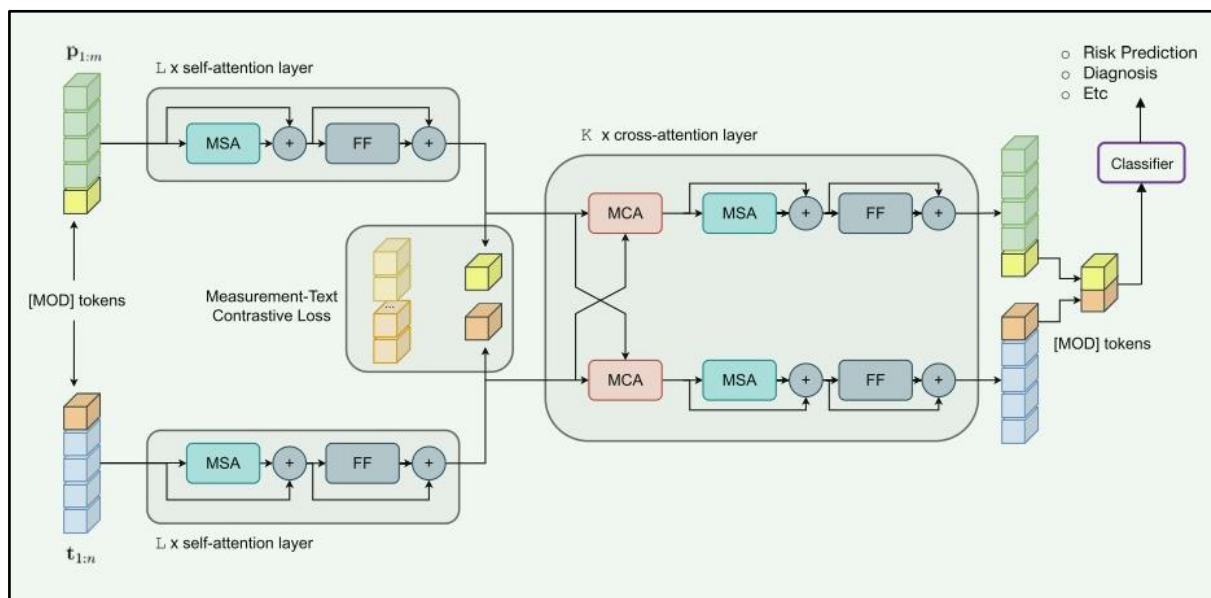 p1:m
L x self-attention layer
MSA
+
FF
+
[MOD] tokens
Measurement-Text
Contrastive Loss
...
t1:n
MSA
+
FF
+
L x self-attention layer
K x cross-attention layer
MCA
MSA
+
FF
+
MCA
MSA
+
FF
+
Risk Prediction
Diagnosis
Etc
Classifier
[MOD] tokens